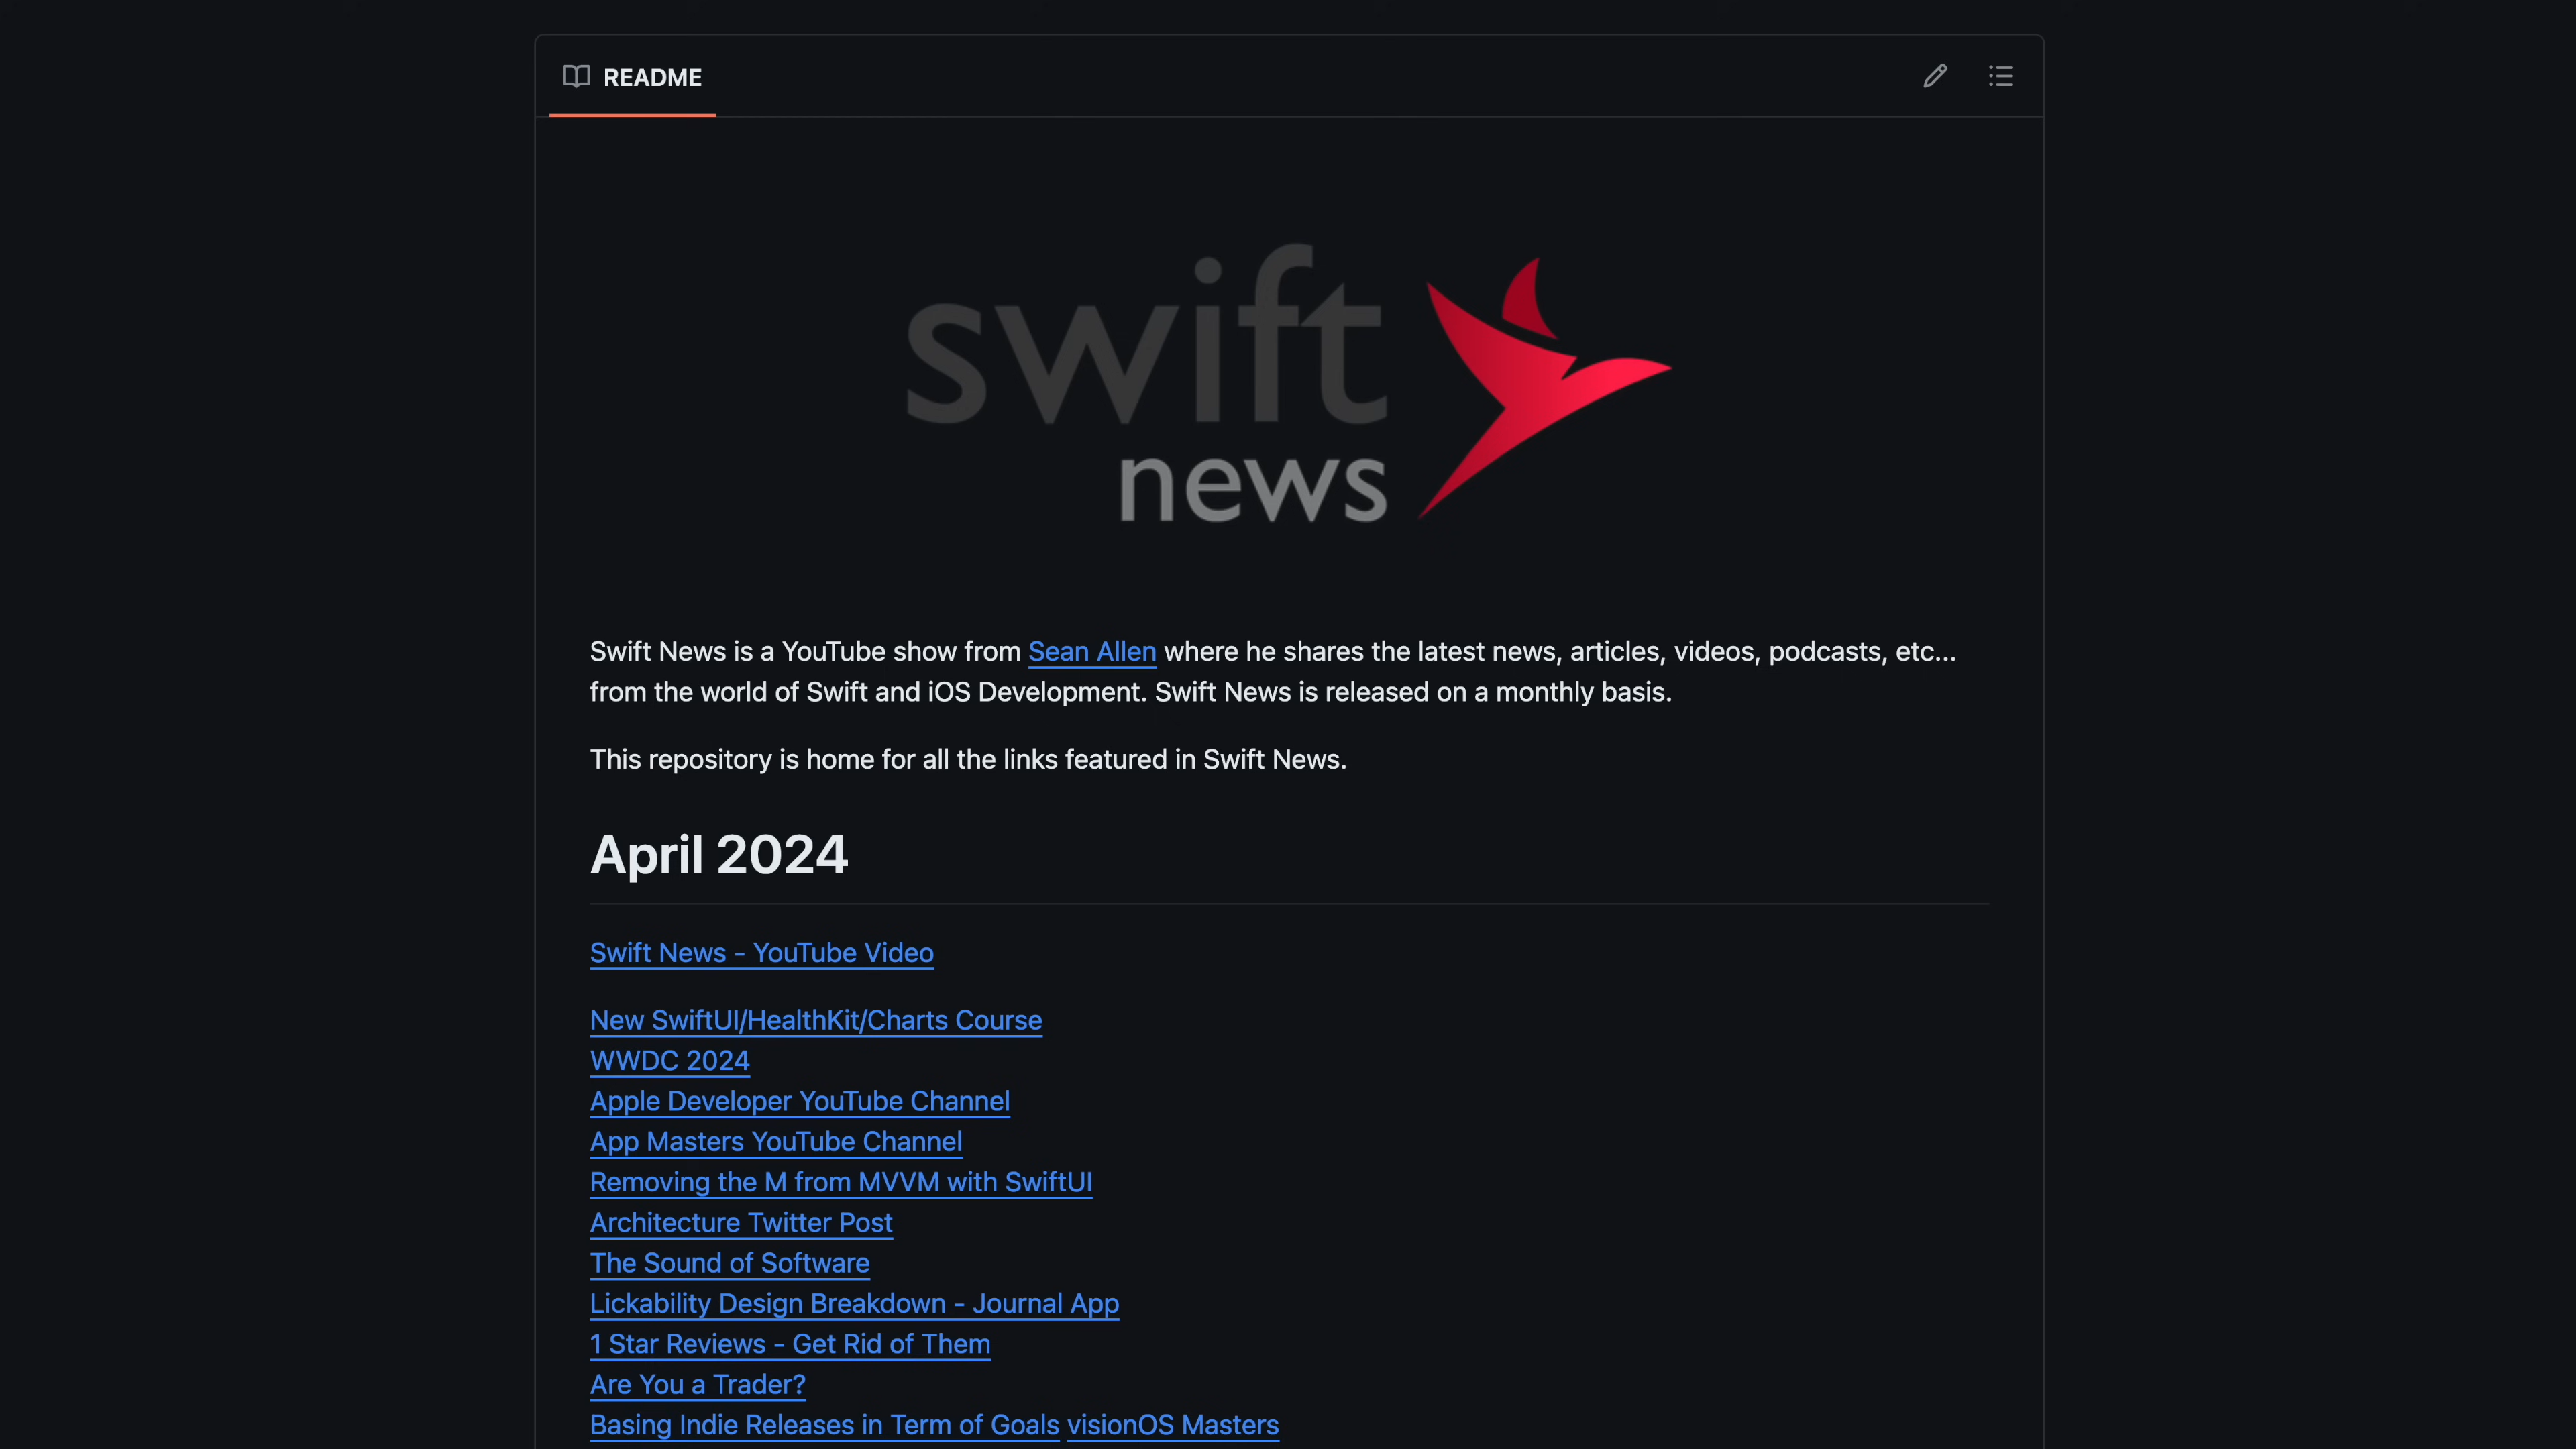 README
swift
news
Swift News is a YouTube show from Sean Allen where he shares the latest news, articles, videos, podcasts, etc...
from the world of Swift and iOS Development. Swift News is released on a monthly basis.
This repository is home for all the links featured in Swift News.
April 2024
Swift News - YouTube Video
New SwiftUI/HealthKit/Charts Course
WWDC 2024
Apple Developer YouTube Channel
App Masters YouTube Channel
Removing the M from MVVM with SwiftUI
Architecture Twitter Post
The Sound of Software
Lickability Design Breakdown - Journal App
1 Star Reviews - Get Rid of Them
Are You a Trader?
Basing Indie Releases in Term of Goals visionOS Masters